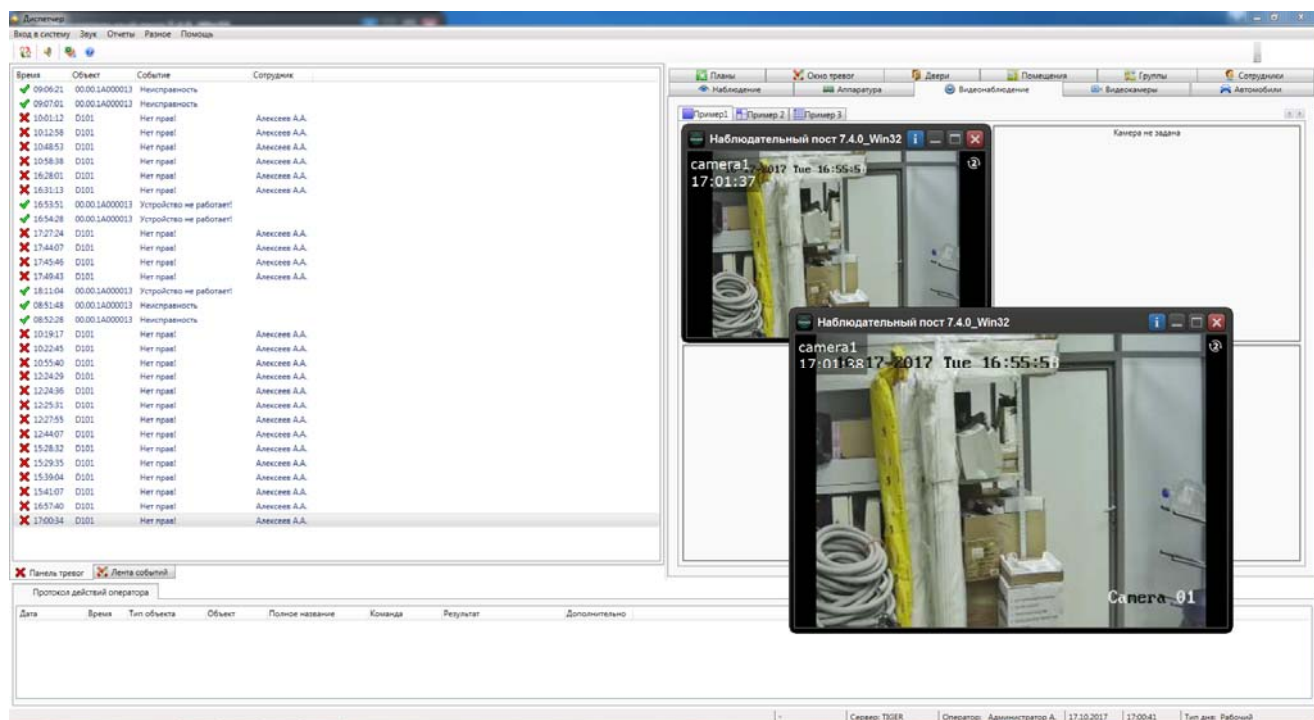 Диспетчер
Вход в систему Звук Отчеты Разное Помощь
Время Объект Событие Сотрудник
09:06:21 00.00.1A000013 Неисправность
09:07:01 00.00.1A000013 Неисправность
10:01:12 D101 Нет прав! Алексеев А.А.
10:12:58 D101 Нет прав! Алексеев А.А.
10:48:53 D101 Нет прав! Алексеев А.А.
10:58:38 D101 Нет прав! Алексеев А.А.
16:28:01 D101 Нет прав! Алексеев А.А.
16:31:13 D101 Нет прав! Алексеев А.А.
16:53:51 00.00.1A000013 Устройство не работает!
16:54:28 00.00.1A000013 Устройство не работает!
17:27:24 D101 Нет прав! Алексеев А.А.
17:44:07 D101 Нет прав! Алексеев А.А.
17:45:46 D101 Нет прав! Алексеев А.А.
17:49:43 D101 Нет прав! Алексеев А.А.
18:11:04 00.00.1A000013 Устройство не работает!
08:51:48 00.00.1A000013 Неисправность
08:52:28 00.00.1A000013 Неисправность
10:19:17 D101 Нет прав! Алексеев А.А.
10:22:45 D101 Нет прав! Алексеев А.А.
10:55:40 D101 Нет прав! Алексеев А.А.
12:24:29 D101 Нет прав! Алексеев А.А.
12:24:36 D101 Нет прав! Алексеев А.А.
12:25:31 D101 Нет прав! Алексеев А.А.
12:27:55 D101 Нет прав! Алексеев А.А.
12:44:07 D101 Нет прав! Алексеев А.А.
15:28:32 D101 Нет прав! Алексеев А.А.
15:29:35 D101 Нет прав! Алексеев А.А.
15:39:04 D101 Нет прав! Алексеев А.А.
15:41:07 D101 Нет прав! Алексеев А.А.
16:57:40 D101 Нет прав! Алексеев А.А.
17:00:34 D101 Нет прав! Алексеев А.А.
Панель тревог Лента событий
Планы Окно тревог Двери Помещения Группы Сотрудники
Наблюдение Аппаратура Видеонаблюдение Видеокамеры Автомобили
Пример1 Пример 2 Пример 3
Камера не задана
Наблюдательный пост 7.4.0_Win32
camera1
17-2017 Tue 16:55:5
17:01:37
Наблюдательный пост 7.4.0_Win32
camera1
17:01:38
17-2017 Tue 16:55:5
Camera 01
Протокол действий оператора
Дата Время Тип объекта Объект Полное название Команда Результат Дополнительно
Сервер: TIGER Оператор: Администратор А. 17.10.2017 17:00:41 Тип дня: Рабочий